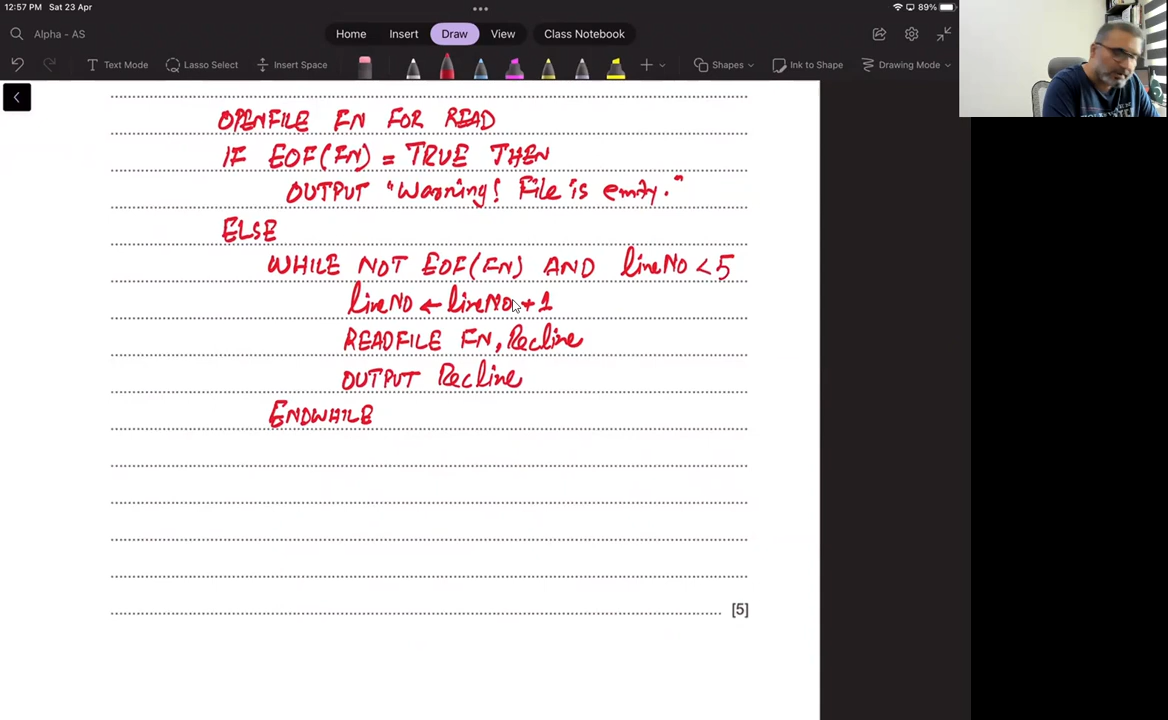 12:57 PM Sat 23 Apr
89%
Alpha - AS
Home Insert Draw View Class Notebook
Text Mode Lasso Select Insert Space Shapes Ink to Shape Drawing Mode
OPENFILE FN FOR READ
IF EOF(FN) = TRUE THEN
OUTPUT "Warning! File is empty."
ELSE
WHILE NOT EOF(FN) AND lineNo < 5
lineNo ← lineNo + 1
READFILE FN, Recline
OUTPUT Recline
ENDWHILE
[5]